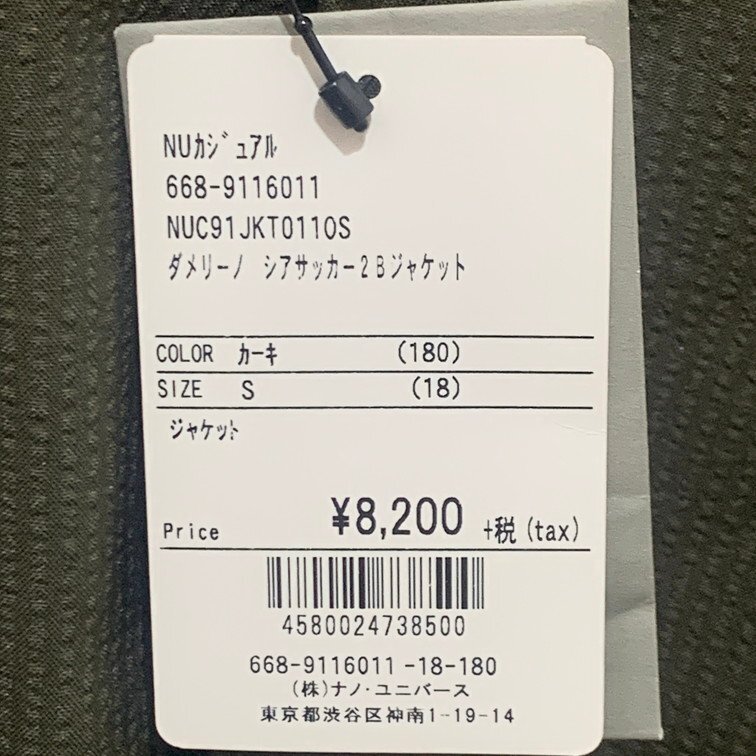 NUｶｼﾞｭｱﾙ
668-9116011
NUC91JKT0110S
ダメリーノ シアサッカー2Bジャケット
COLOR ｶｰｷ (180)
SIZE S (18)
ジャケット
Price ¥8,200 +税(tax)
4580024738500
668-9116011-18-180
(株)ナノ・ユニバース
東京都渋谷区神南1-19-14